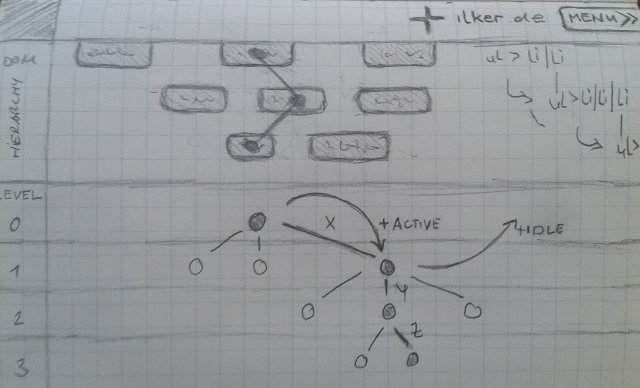 + ilker.de MENU >>
DOM
HIERARCHY
uL > Li | Li
uL > Li | Li | Li
uL >
LEVEL
0
X
+ACTIVE
1
Y
2
Z
3